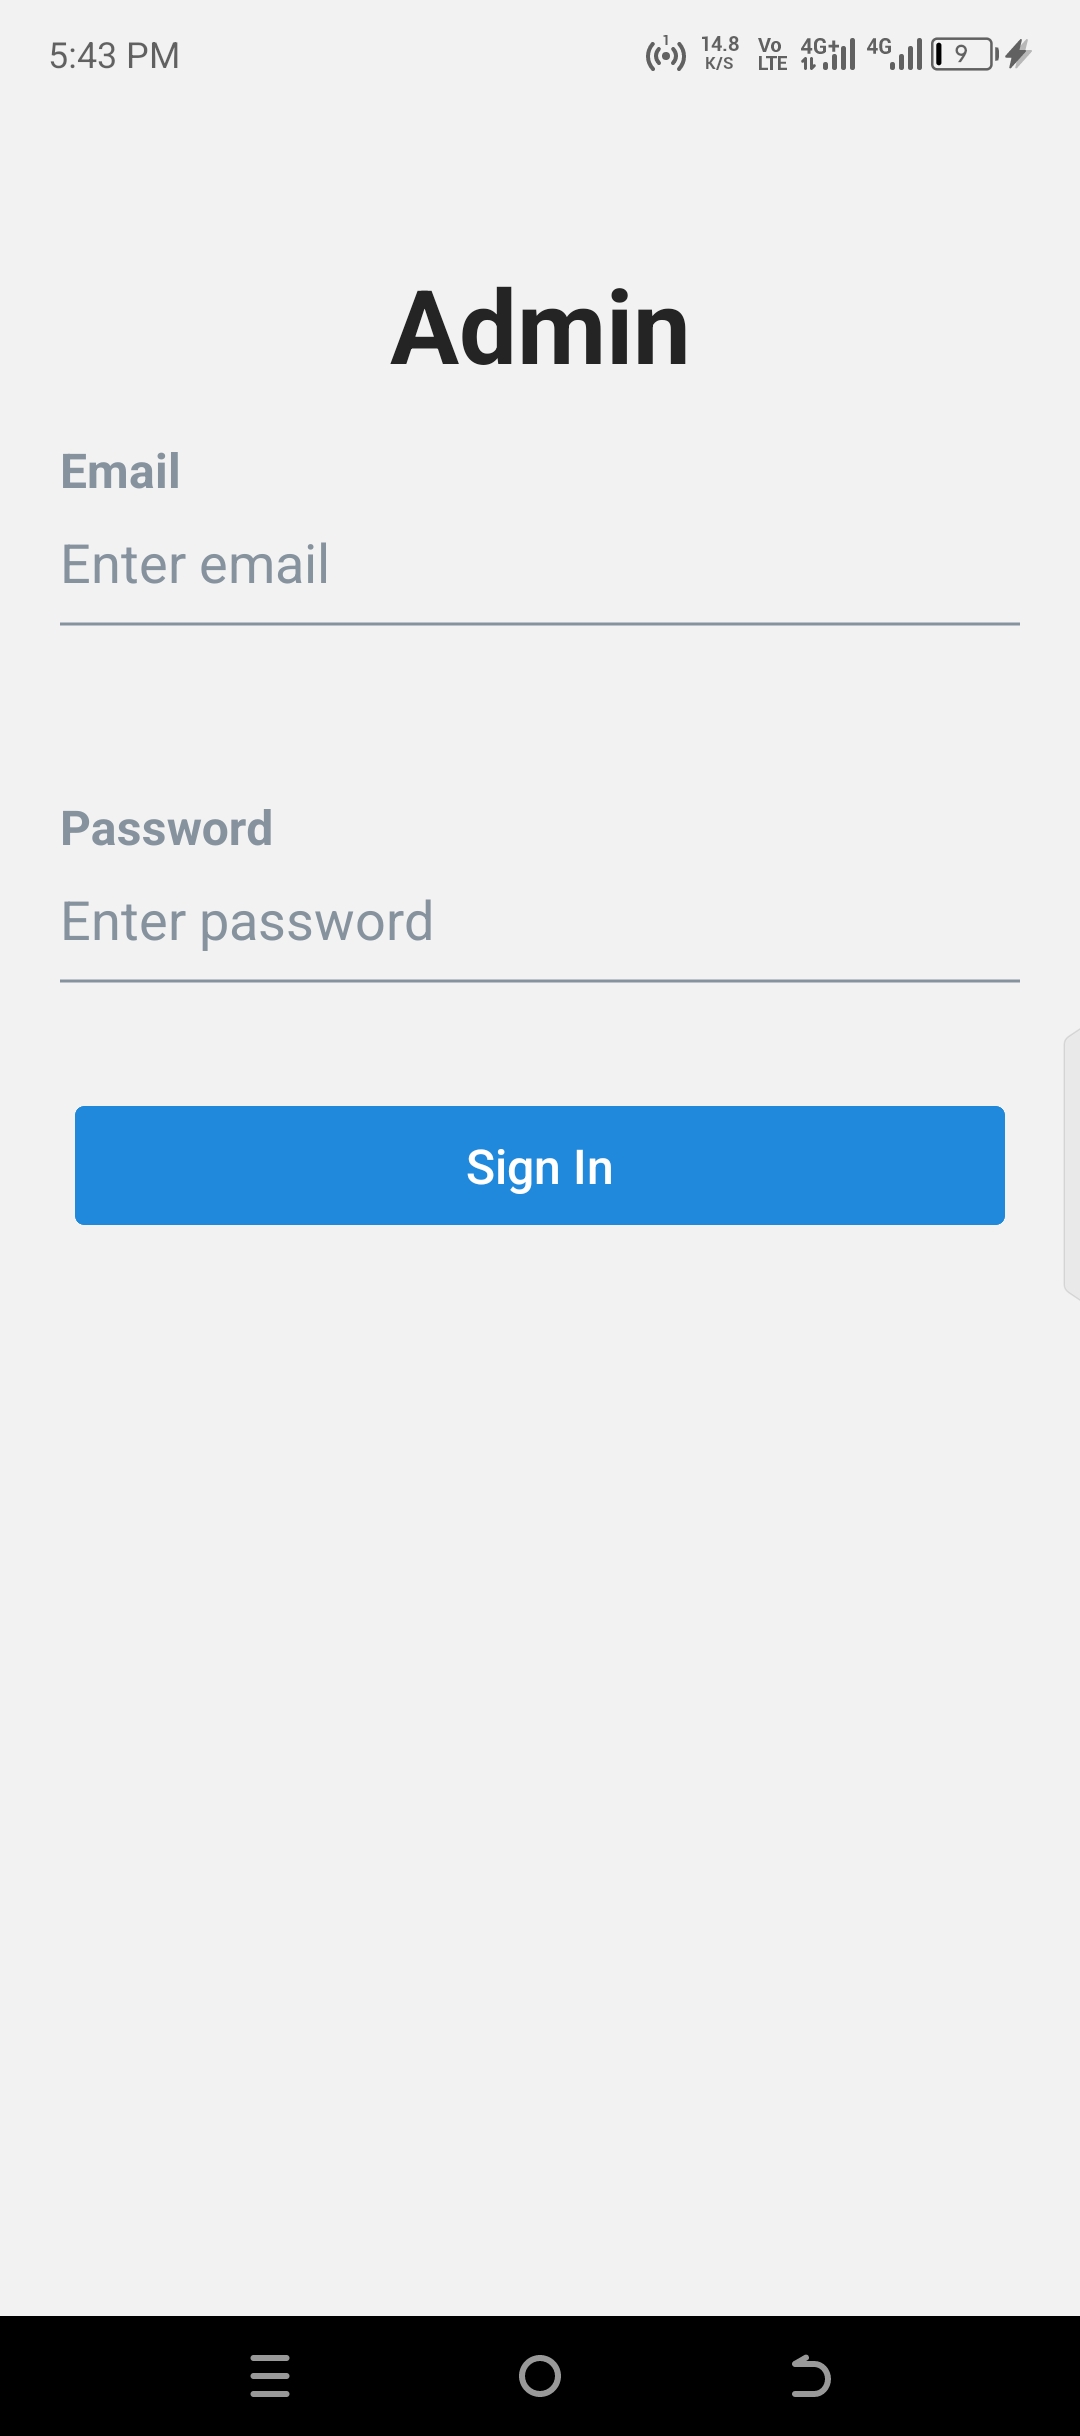 5:43 PM
1
14.8 K/S
Vo LTE
4G+
4G
9
Admin
Email
Enter email
Password
Enter password
Sign In